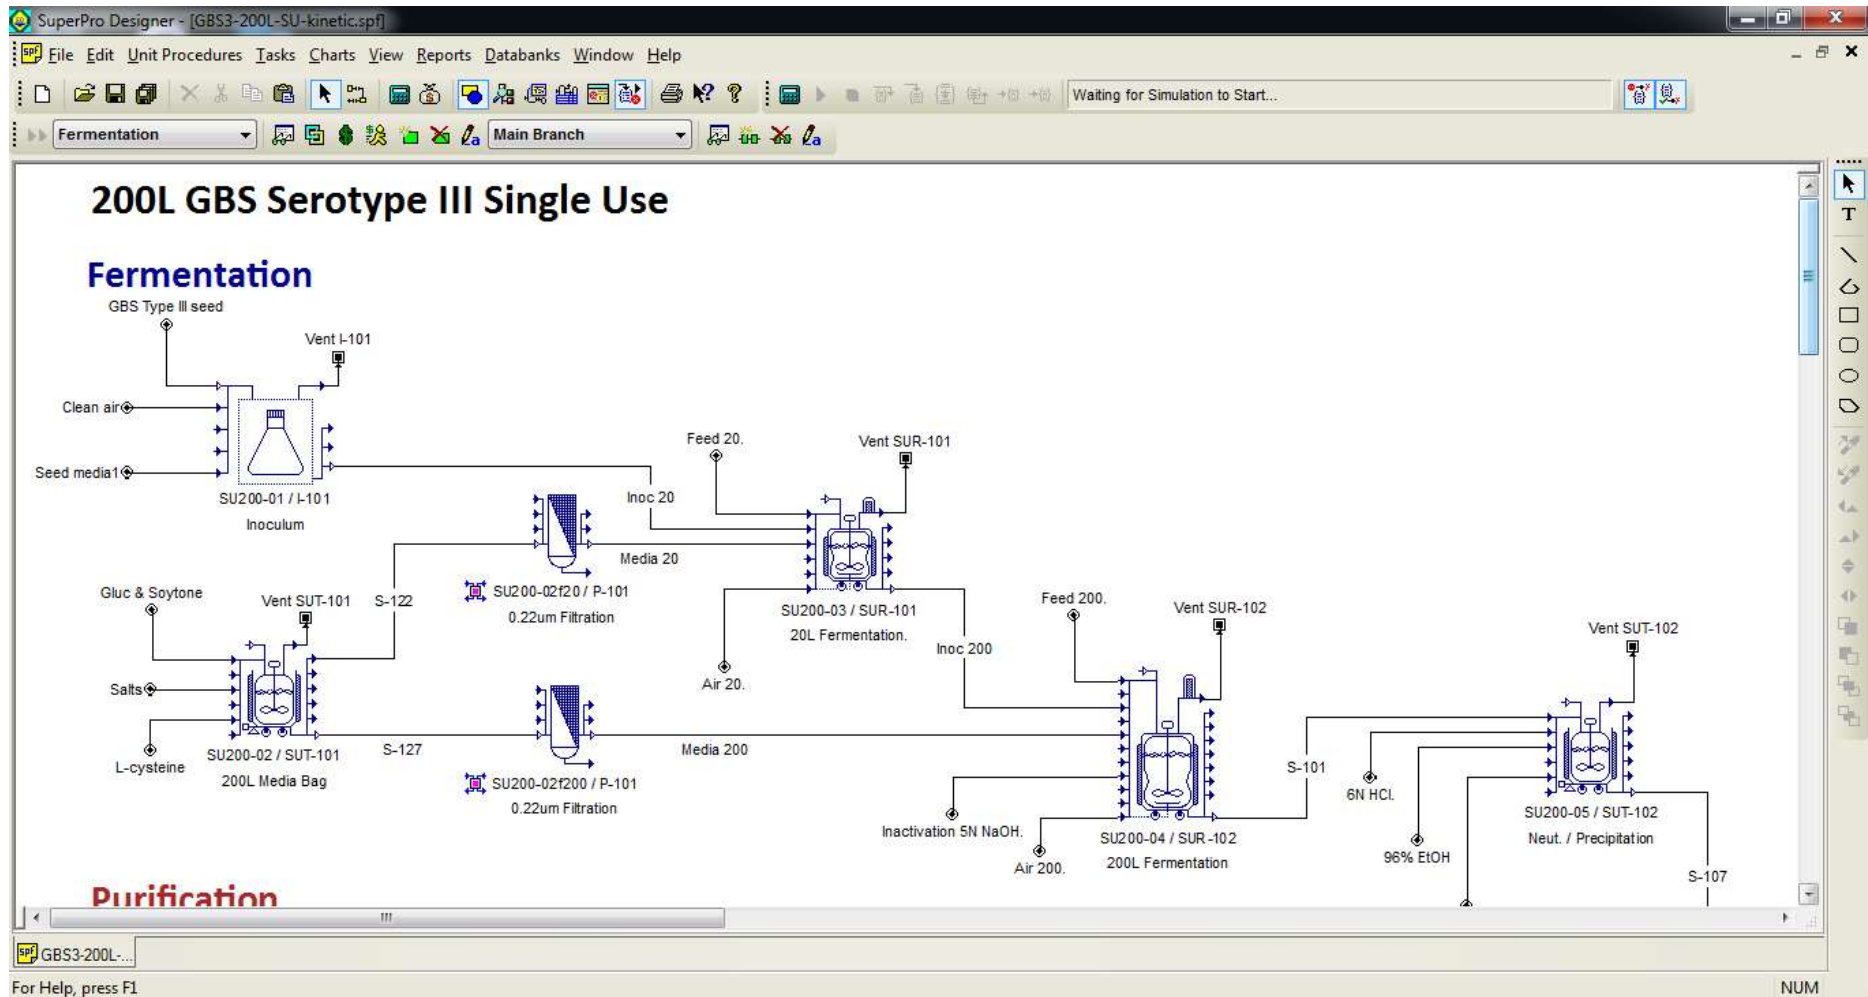 SuperPro Designer - [GBS3-200L-SU-kinetic.spf]
File Edit Unit Procedures Tasks Charts View Reports Databanks Window Help
Waiting for Simulation to Start...
Fermentation
Main Branch
200L GBS Serotype III Single Use
Fermentation
GBS Type III seed
Vent I-101
Clean air
Seed media1
SU200-01 / I-101
Inoculum
Feed 20.
Vent SUR-101
Inoc 20
Media 20
SU200-02f20 / P-101
0.22um Filtration
SU200-03 / SUR-101
20L Fermentation.
Air 20.
Gluc & Soytone
Vent SUT-101
S-122
Salts
L-cysteine
SU200-02 / SUT-101
200L Media Bag
S-127
SU200-02f200 / P-101
0.22um Filtration
Media 200
Inoc 200
Feed 200.
Vent SUR-102
Inactivation 5N NaOH.
Air 200.
SU200-04 / SUR-102
200L Fermentation
S-101
Vent SUT-102
6N HCl.
96% EtOH
SU200-05 / SUT-102
Neut. / Precipitation
S-107
Purification
GBS3-200L-...
For Help, press F1
NUM